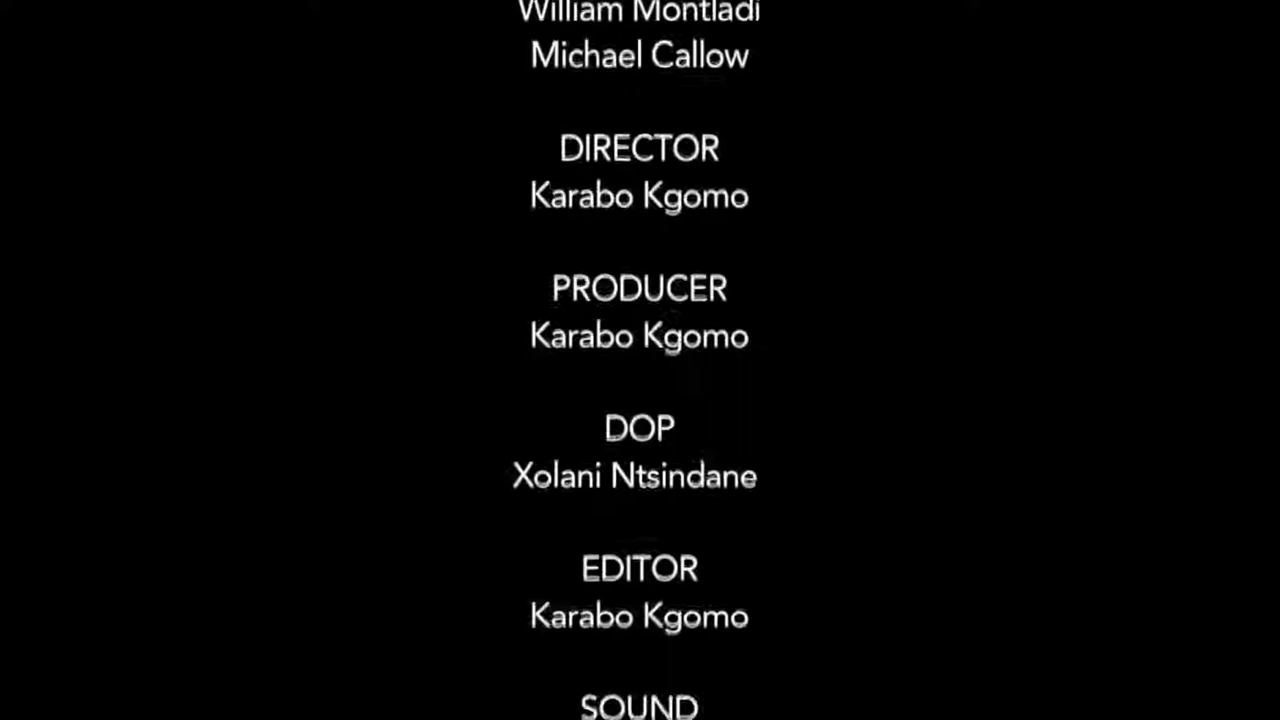 William Montladi
Michael Callow
DIRECTOR
Karabo Kgomo
PRODUCER
Karabo Kgomo
DOP
Xolani Ntsindane
EDITOR
Karabo Kgomo
SOUND